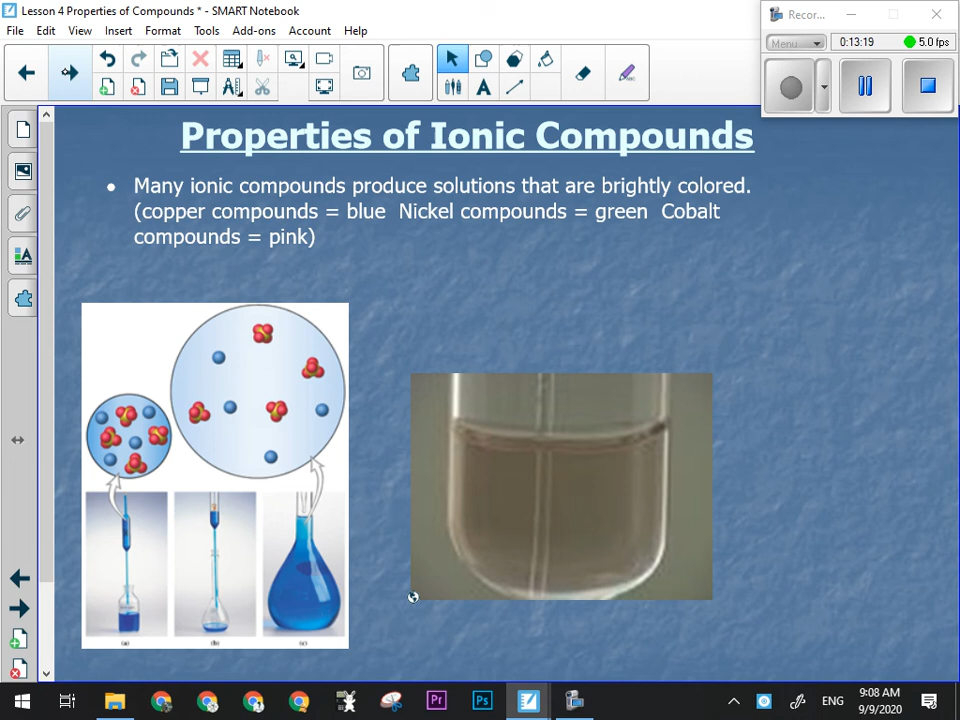 Lesson 4 Properties of Compounds * - SMART Notebook
File Edit View Insert Format Tools Add-ons Account Help
Recor...
Menu
0:13:19
5.0 fps
Properties of Ionic Compounds
• Many ionic compounds produce solutions that are brightly colored.
(copper compounds = blue Nickel compounds = green Cobalt
compounds = pink)
(a) (b) (c)
Pr
Ps
ENG
9:08 AM
9/9/2020